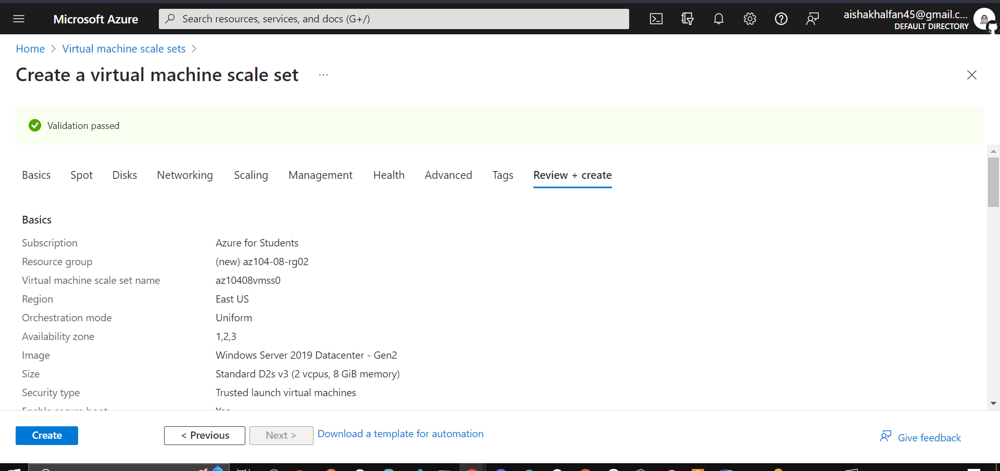 Microsoft Azure
Search resources, services, and docs (G+/)
aishakhalfan45@gmail.c...
DEFAULT DIRECTORY
Home > Virtual machine scale sets >
Create a virtual machine scale set ...
Validation passed
Basics Spot Disks Networking Scaling Management Health Advanced Tags Review + create
Basics
Subscription Azure for Students
Resource group (new) az104-08-rg02
Virtual machine scale set name az10408vmss0
Region East US
Orchestration mode Uniform
Availability zone 1,2,3
Image Windows Server 2019 Datacenter - Gen2
Size Standard D2s v3 (2 vcpus, 8 GiB memory)
Security type Trusted launch virtual machines
Enable secure boot Yes
Create < Previous Next > Download a template for automation Give feedback